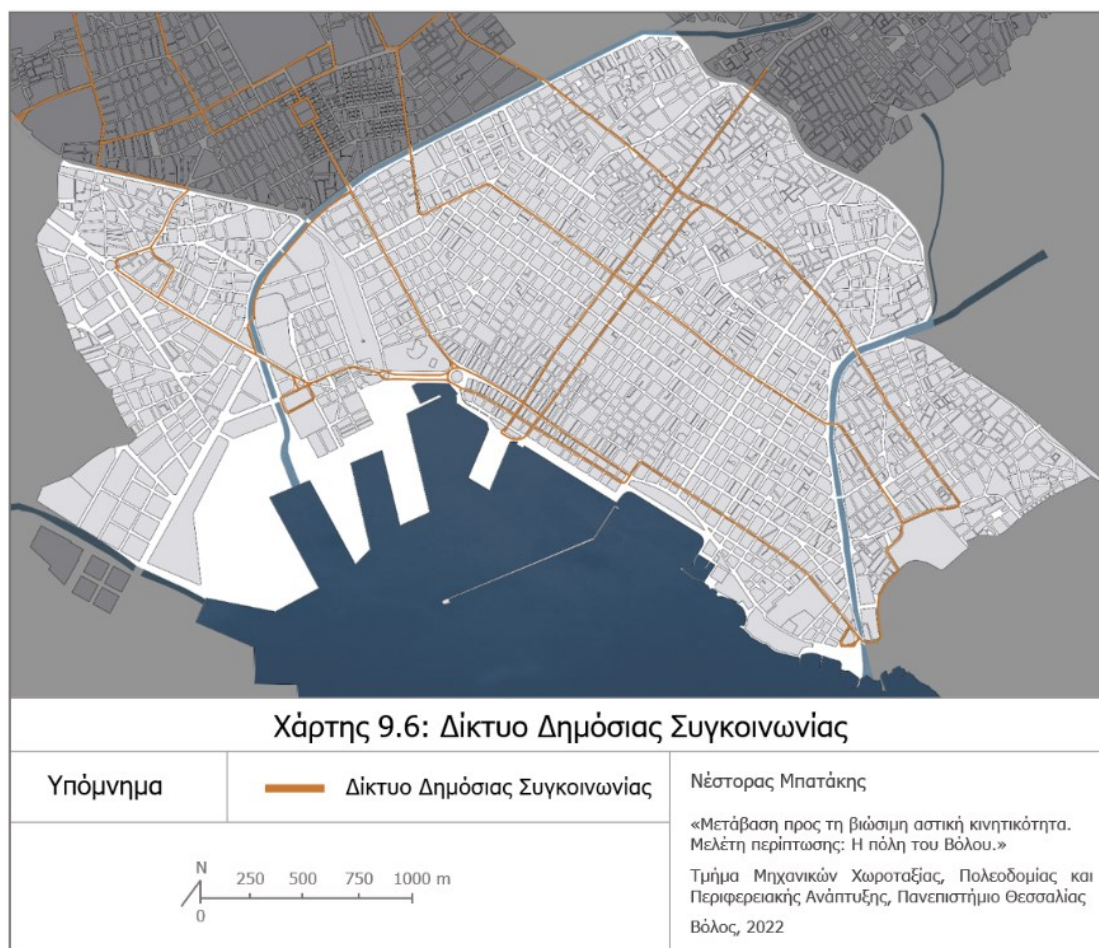 Χάρτης 9.6: Δίκτυο Δημόσιας Συγκοινωνίας
Υπόμνημα
Δίκτυο Δημόσιας Συγκοινωνίας
N
250 500 750 1000 m
0
Νέστορας Μπατάκης
«Μετάβαση προς τη βιώσιμη αστική κινητικότητα.
Μελέτη περίπτωσης: Η πόλη του Βόλου.»
Τμήμα Μηχανικών Χωροταξίας, Πολεοδομίας και
Περιφερειακής Ανάπτυξης, Πανεπιστήμιο Θεσσαλίας
Βόλος, 2022